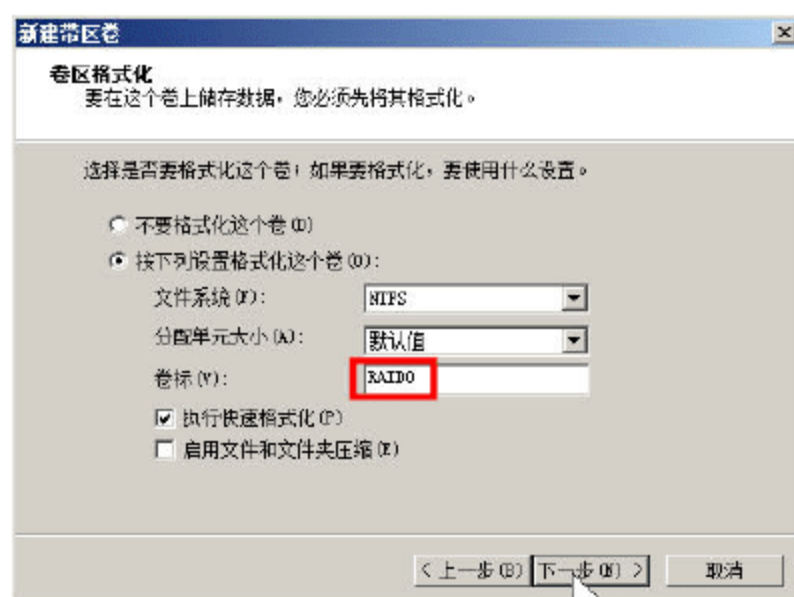 新建带区卷
卷区格式化
要在这个卷上储存数据，您必须先将其格式化。
选择是否要格式化这个卷；如果要格式化，要使用什么设置。
不要格式化这个卷(D)
按下列设置格式化这个卷(O):
文件系统(F): NTFS
分配单元大小(A): 默认值
卷标(V): RAID0
执行快速格式化(P)
启用文件和文件夹压缩(E)
< 上一步(B) 下一步(N) > 取消